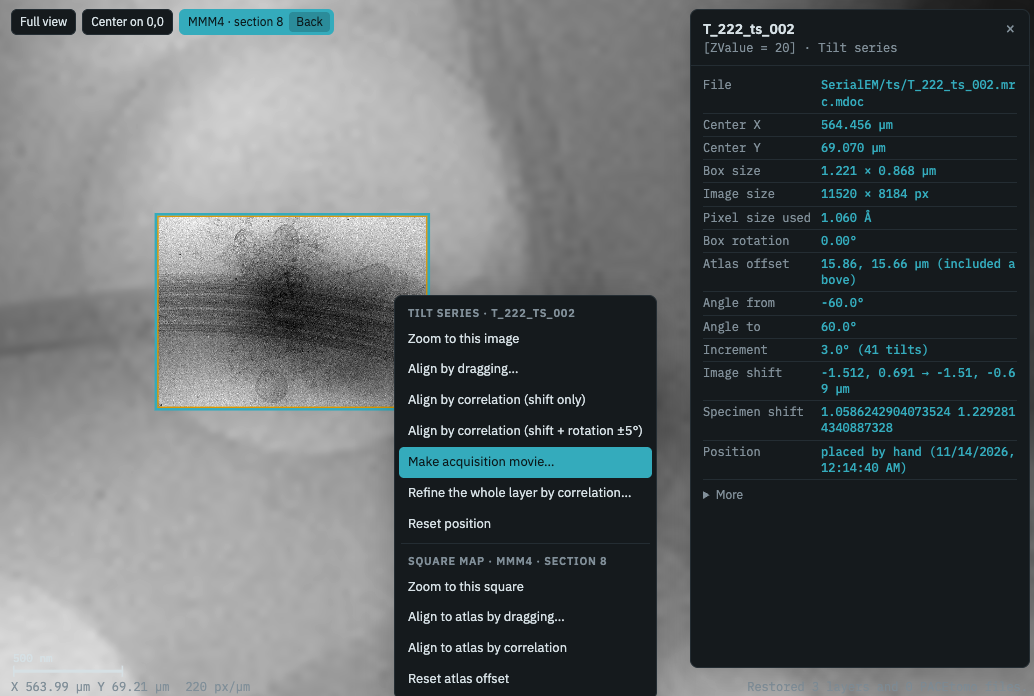 Full view
Center on 0,0
MMM4 · section 8 Back
T_222_ts_002
×
[ZValue = 20] · Tilt series
File SerialEM/ts/T_222_ts_002.mr
c.mdoc
Center X 564.456 µm
Center Y 69.070 µm
Box size 1.221 × 0.868 µm
Image size 11520 × 8184 px
Pixel size used 1.060 Å
Box rotation 0.00°
Atlas offset 15.86, 15.66 µm (included a
bove)
Angle from -60.0°
Angle to 60.0°
Increment 3.0° (41 tilts)
Image shift -1.512, 0.691 → -1.51, -0.6
9 µm
Specimen shift 1.0586242904073524 1.229281
4340887328
Position placed by hand (11/14/2026,
12:14:40 AM)
▶ More
TILT SERIES · T_222_TS_002
Zoom to this image
Align by dragging...
Align by correlation (shift only)
Align by correlation (shift + rotation ±5°)
Make acquisition movie...
Refine the whole layer by correlation...
Reset position
SQUARE MAP · MMM4 · SECTION 8
Zoom to this square
Align to atlas by dragging...
Align to atlas by correlation
Reset atlas offset
X 563.99 µm Y 69.21 µm 220 px/µm
Restored